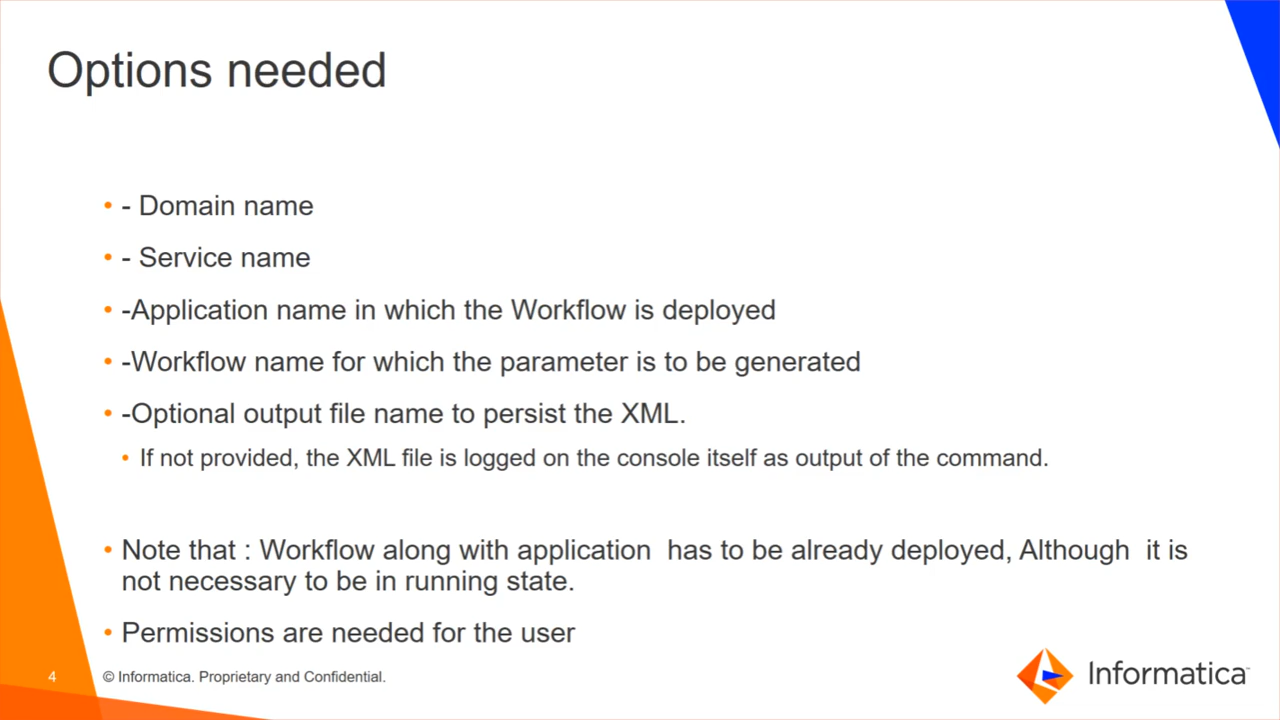 Options needed
- Domain name
- Service name
-Application name in which the Workflow is deployed
-Workflow name for which the parameter is to be generated
-Optional output file name to persist the XML.
If not provided, the XML file is logged on the console itself as output of the command.
Note that : Workflow along with application  has to be already deployed, Although  it is
not necessary to be in running state.
Permissions are needed for the user
4
© Informatica. Proprietary and Confidential.
Informatica™